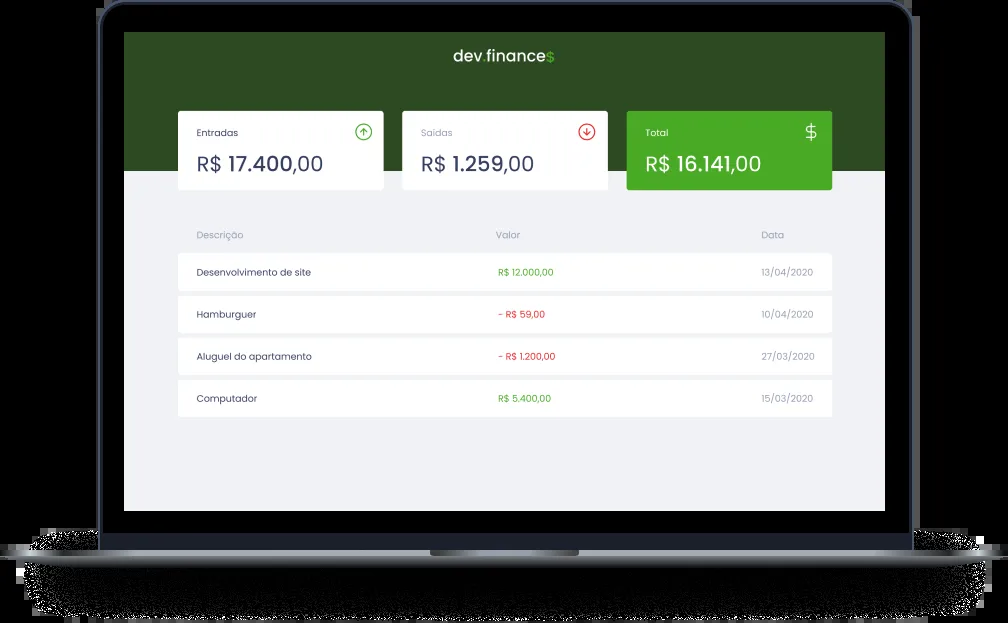 dev.finance$
Entradas
R$ 17.400,00
Saídas
R$ 1.259,00
Total
$
R$ 16.141,00
Descrição Valor Data
Desenvolvimento de site R$ 12.000,00 13/04/2020
Hamburguer - R$ 59,00 10/04/2020
Aluguel do apartamento - R$ 1.200,00 27/03/2020
Computador R$ 5.400,00 15/03/2020